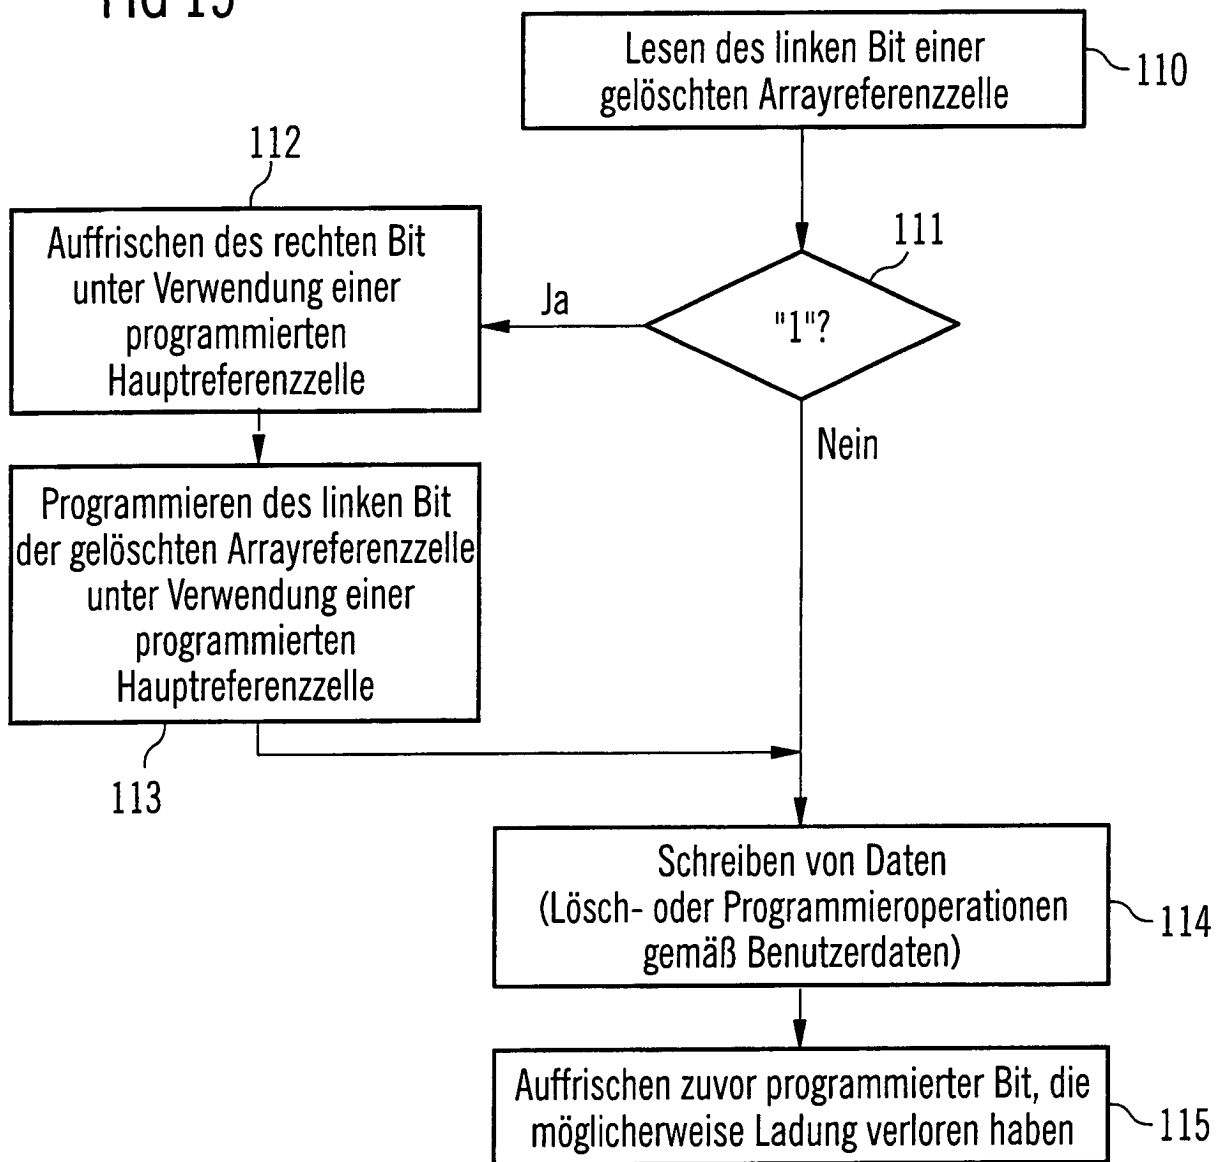 FIG 15
Lesen des linken Bit einer
gelöschten Arrayreferenzzelle
110
112
Auffrischen des rechten Bit
unter Verwendung einer
programmierten
Hauptreferenzzelle
Ja
"1"?
111
Nein
Programmieren des linken Bit
der gelöschten Arrayreferenzzelle
unter Verwendung einer
programmierten
Hauptreferenzzelle
113
Schreiben von Daten
(Lösch- oder Programmieroperationen
gemäß Benutzerdaten)
114
Auffrischen zuvor programmierter Bit, die
möglicherweise Ladung verloren haben
115